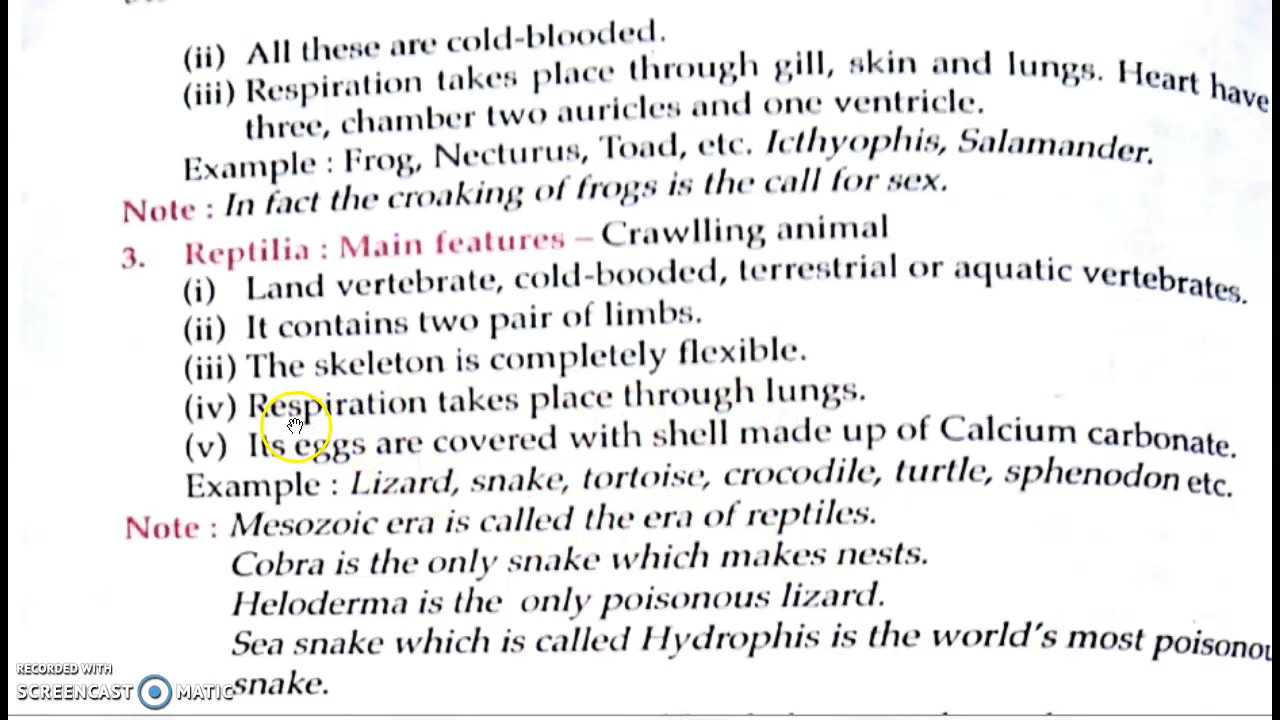 (ii) All these are cold-blooded.
(iii) Respiration takes place through gill, skin and lungs. Heart have
three, chamber two auricles and one ventricle.
Example : Frog, Necturus, Toad, etc. Icthyophis, Salamander.
Note : In fact the croaking of frogs is the call for sex.
3. Reptilia : Main features – Crawlling animal
(i) Land vertebrate, cold-booded, terrestrial or aquatic vertebrates.
(ii) It contains two pair of limbs.
(iii) The skeleton is completely flexible.
(iv) Respiration takes place through lungs.
(v) Its eggs are covered with shell made up of Calcium carbonate.
Example : Lizard, snake, tortoise, crocodile, turtle, sphenodon etc.
Note : Mesozoic era is called the era of reptiles.
Cobra is the only snake which makes nests.
Heloderma is the only poisonous lizard.
Sea snake which is called Hydrophis is the world's most
snake.
RECORDED WITH
SCREENCAST MATIC